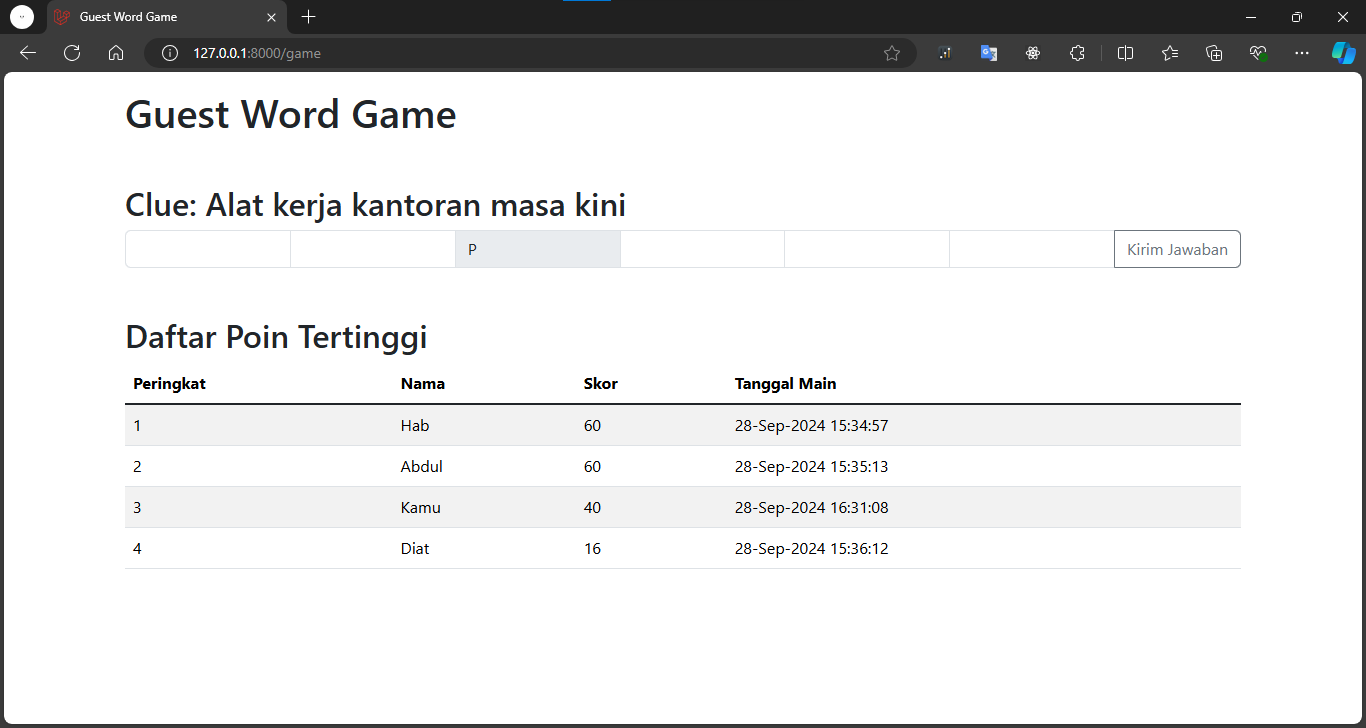 Guest Word Game
127.0.0.1:8000/game
Guest Word Game
Clue: Alat kerja kantoran masa kini
P
Kirim Jawaban
Daftar Poin Tertinggi
Peringkat Nama Skor Tanggal Main
1 Hab 60 28-Sep-2024 15:34:57
2 Abdul 60 28-Sep-2024 15:35:13
3 Kamu 40 28-Sep-2024 16:31:08
4 Diat 16 28-Sep-2024 15:36:12